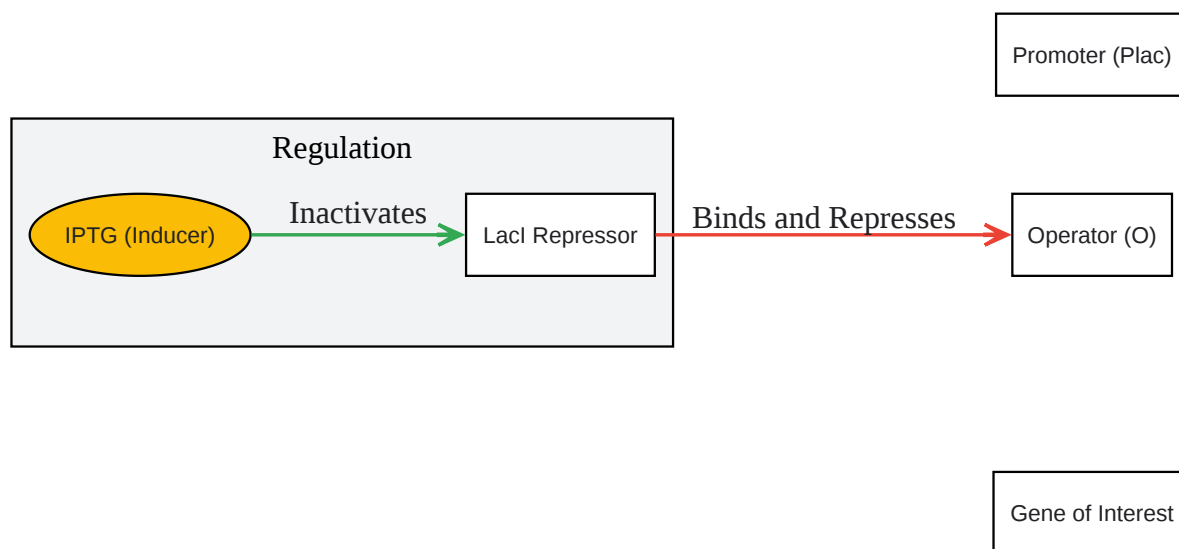 Promoter (Plac)
Regulation
IPTG (Inducer)
Inactivates
LacI Repressor
Binds and Represses
Operator (O)
Gene of Interest